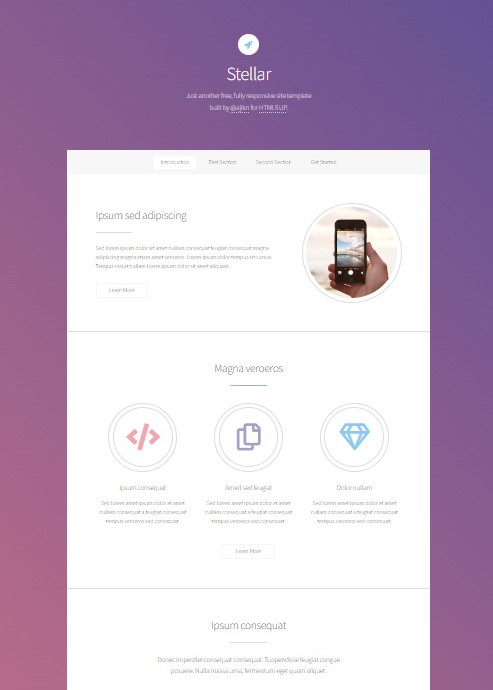 Stellar
Just another free, fully responsive site template
built by @ajlkn for HTML5 UP.
Introduction First Section Second Section Get Started
Ipsum sed adipiscing
Sed lorem ipsum dolor sit amet nullam consequat feugiat consequat magna
adipiscing magna etiam amet veroeros. Lorem ipsum dolor sit amet
Tempus nisl et nullam lorem ipsum dolor sit amet aliquam.
Learn More
Magna veroeros
Ipsum consequat
Sed lorem amet ipsum dolor et amet
nullam consequat a feugiat consequat
tempus veroeros sed consequat.
Amed sed feugiat
Sed lorem amet ipsum dolor et amet
nullam consequat a feugiat consequat
tempus veroeros sed consequat.
Dolor nullam
Sed lorem amet ipsum dolor et amet
nullam consequat a feugiat consequat
tempus veroeros sed consequat.
Learn More
Ipsum consequat
Donec imperdiet consequat consequat. Suspendisse feugiat congue
posuere. Nulla massa urna, fermentum eget quam aliquet.